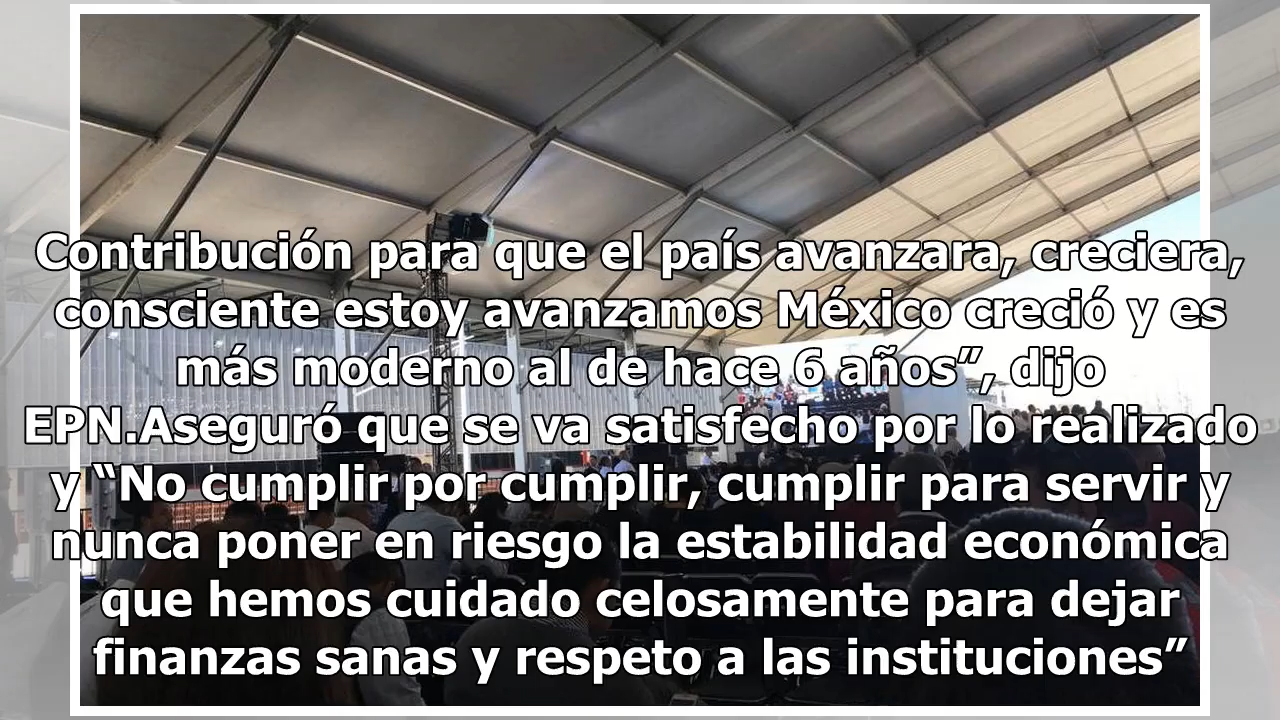 Contribución para que el país avanzara, creciera,
consciente estoy avanzamos México creció y es
más moderno al de hace 6 años”, dijo
EPN.Aseguró que se va satisfecho por lo realizado
y “No cumplir por cumplir, cumplir para servir y
nunca poner en riesgo la estabilidad económica
que hemos cuidado celosamente para dejar
finanzas sanas y respeto a las instituciones”